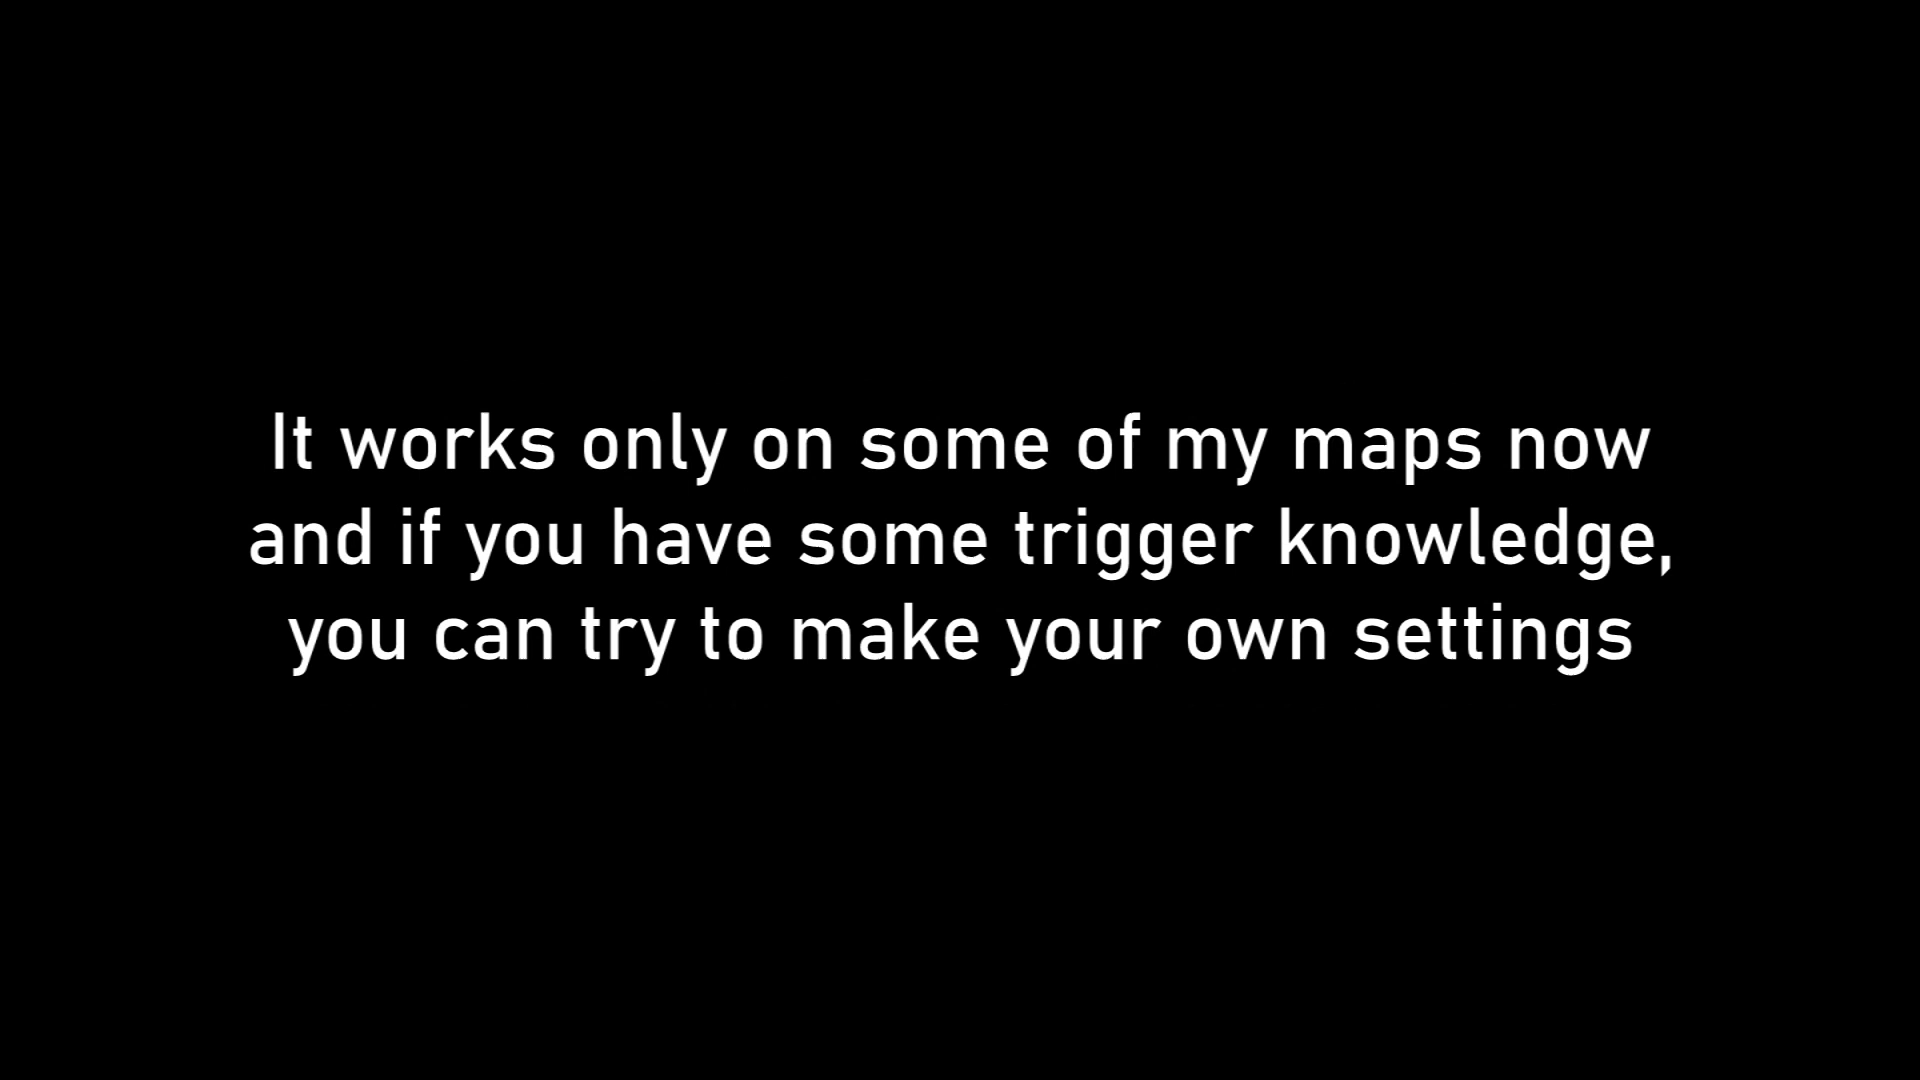 It works only on some of my maps now
and if you have some trigger knowledge,
you can try to make your own settings